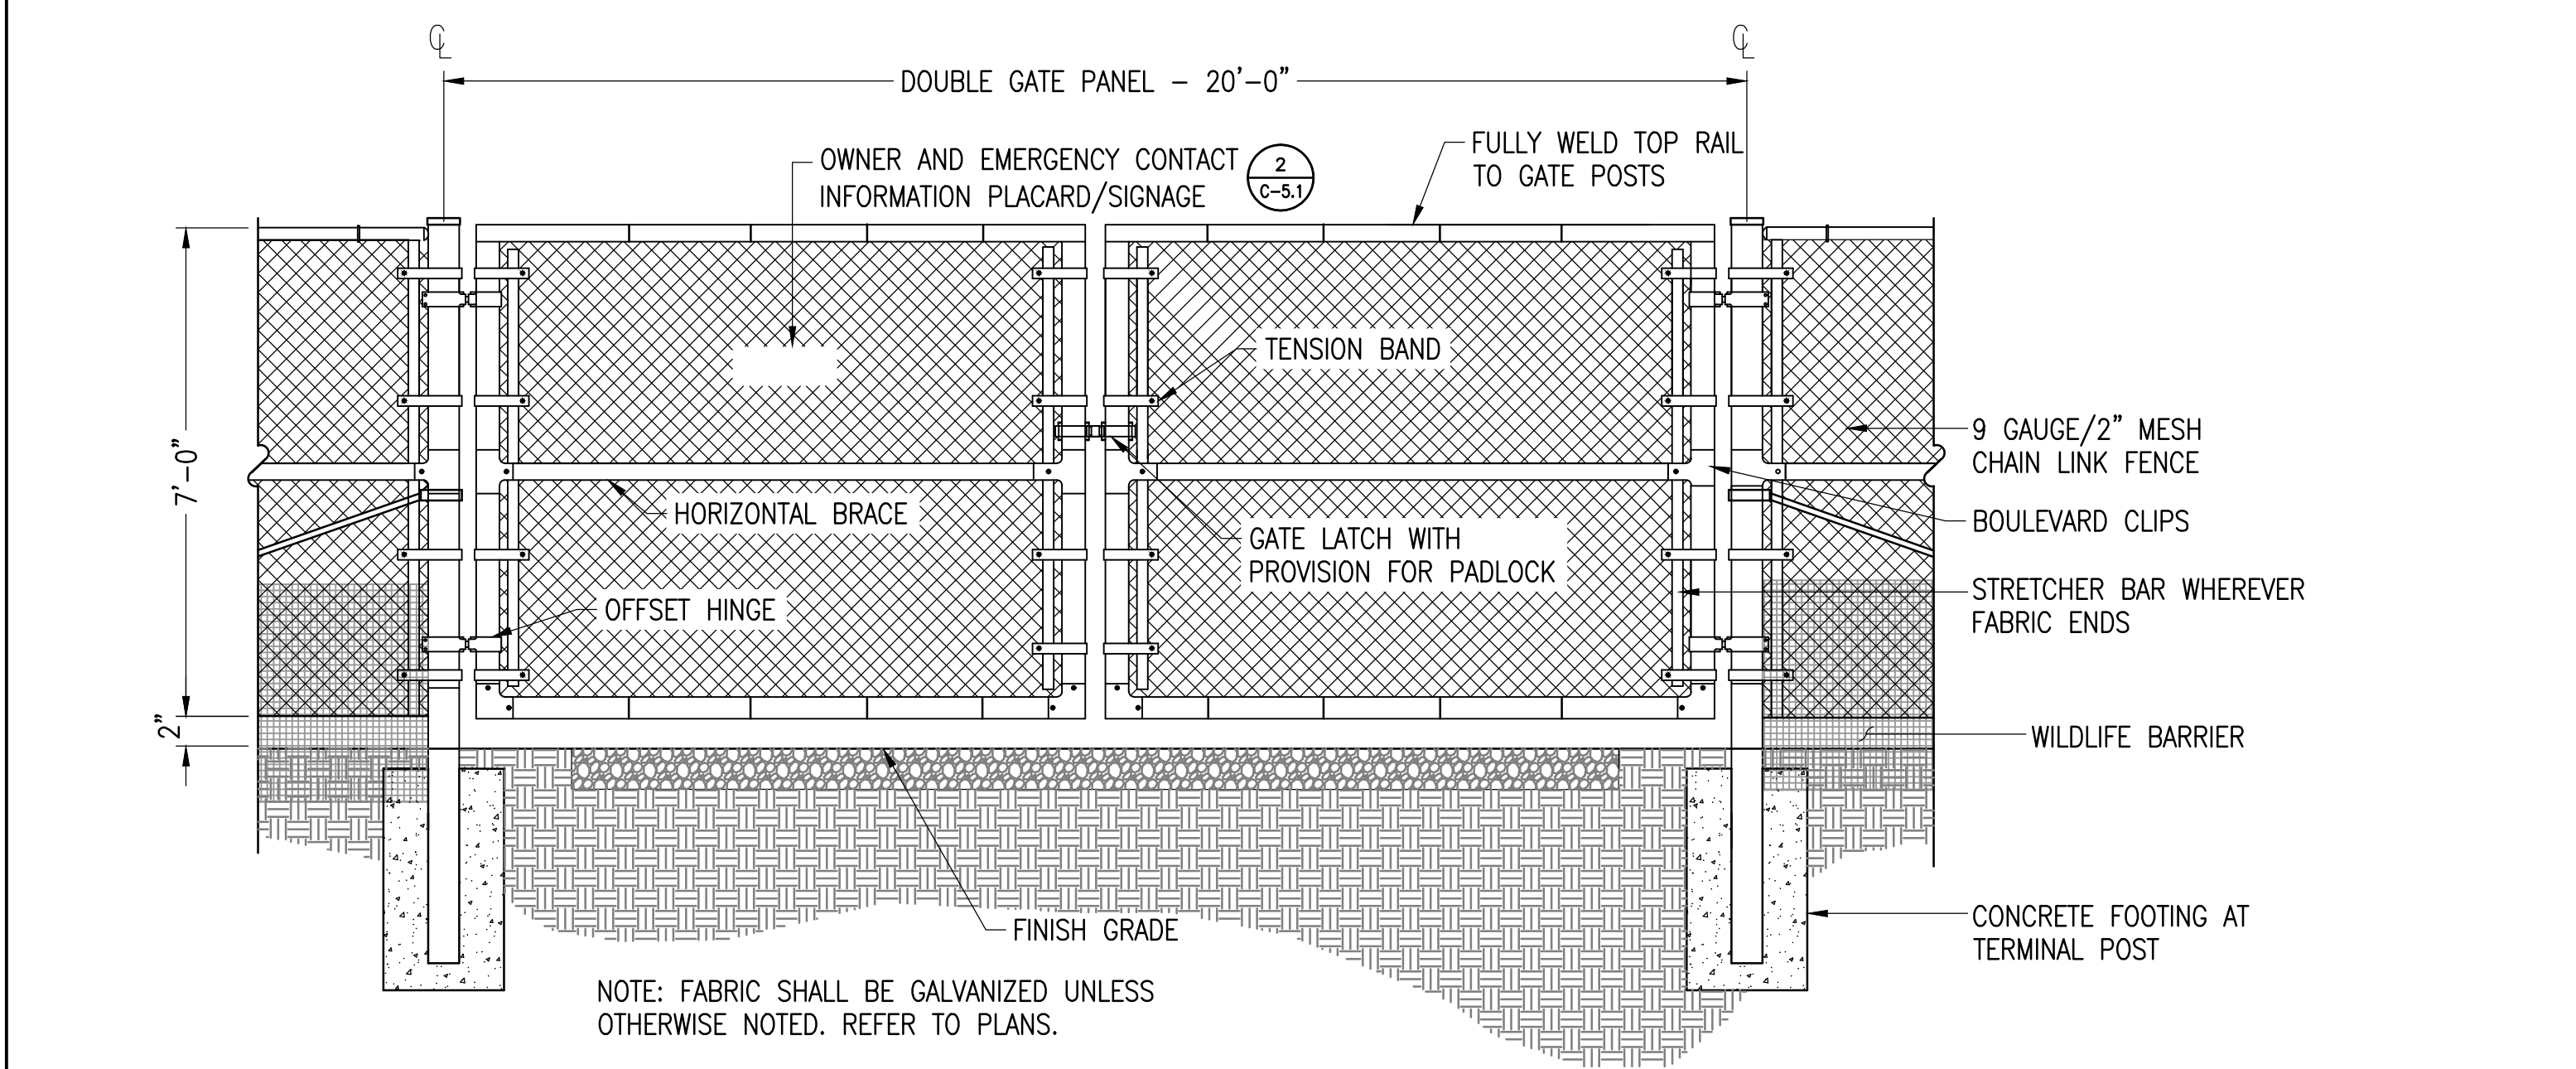 ℄
℄
DOUBLE GATE PANEL - 20'-0"
OWNER AND EMERGENCY CONTACT
INFORMATION PLACARD/SIGNAGE
2
C-5.1
FULLY WELD TOP RAIL
TO GATE POSTS
TENSION BAND
9 GAUGE/2" MESH
CHAIN LINK FENCE
7'-0"
HORIZONTAL BRACE
BOULEVARD CLIPS
GATE LATCH WITH
PROVISION FOR PADLOCK
OFFSET HINGE
STRETCHER BAR WHEREVER
FABRIC ENDS
2"
WILDLIFE BARRIER
FINISH GRADE
CONCRETE FOOTING AT
TERMINAL POST
NOTE: FABRIC SHALL BE GALVANIZED UNLESS
OTHERWISE NOTED. REFER TO PLANS.